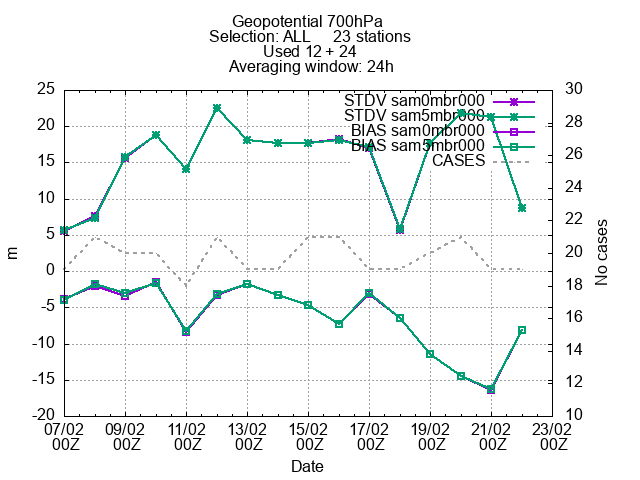 Geopotential 700hPa
Selection: ALL 23 stations
Used 12 + 24
Averaging window: 24h
STDV sam0mbr000
STDV sam5mbr000
BIAS sam0mbr000
BIAS sam5mbr000
CASES
25
20
15
10
5
0
-5
-10
-15
-20
m
30
28
26
24
22
20
18
16
14
12
10
No cases
07/02 09/02 11/02 13/02 15/02 17/02 19/02 21/02 23/02
00Z 00Z 00Z 00Z 00Z 00Z 00Z 00Z 00Z
Date